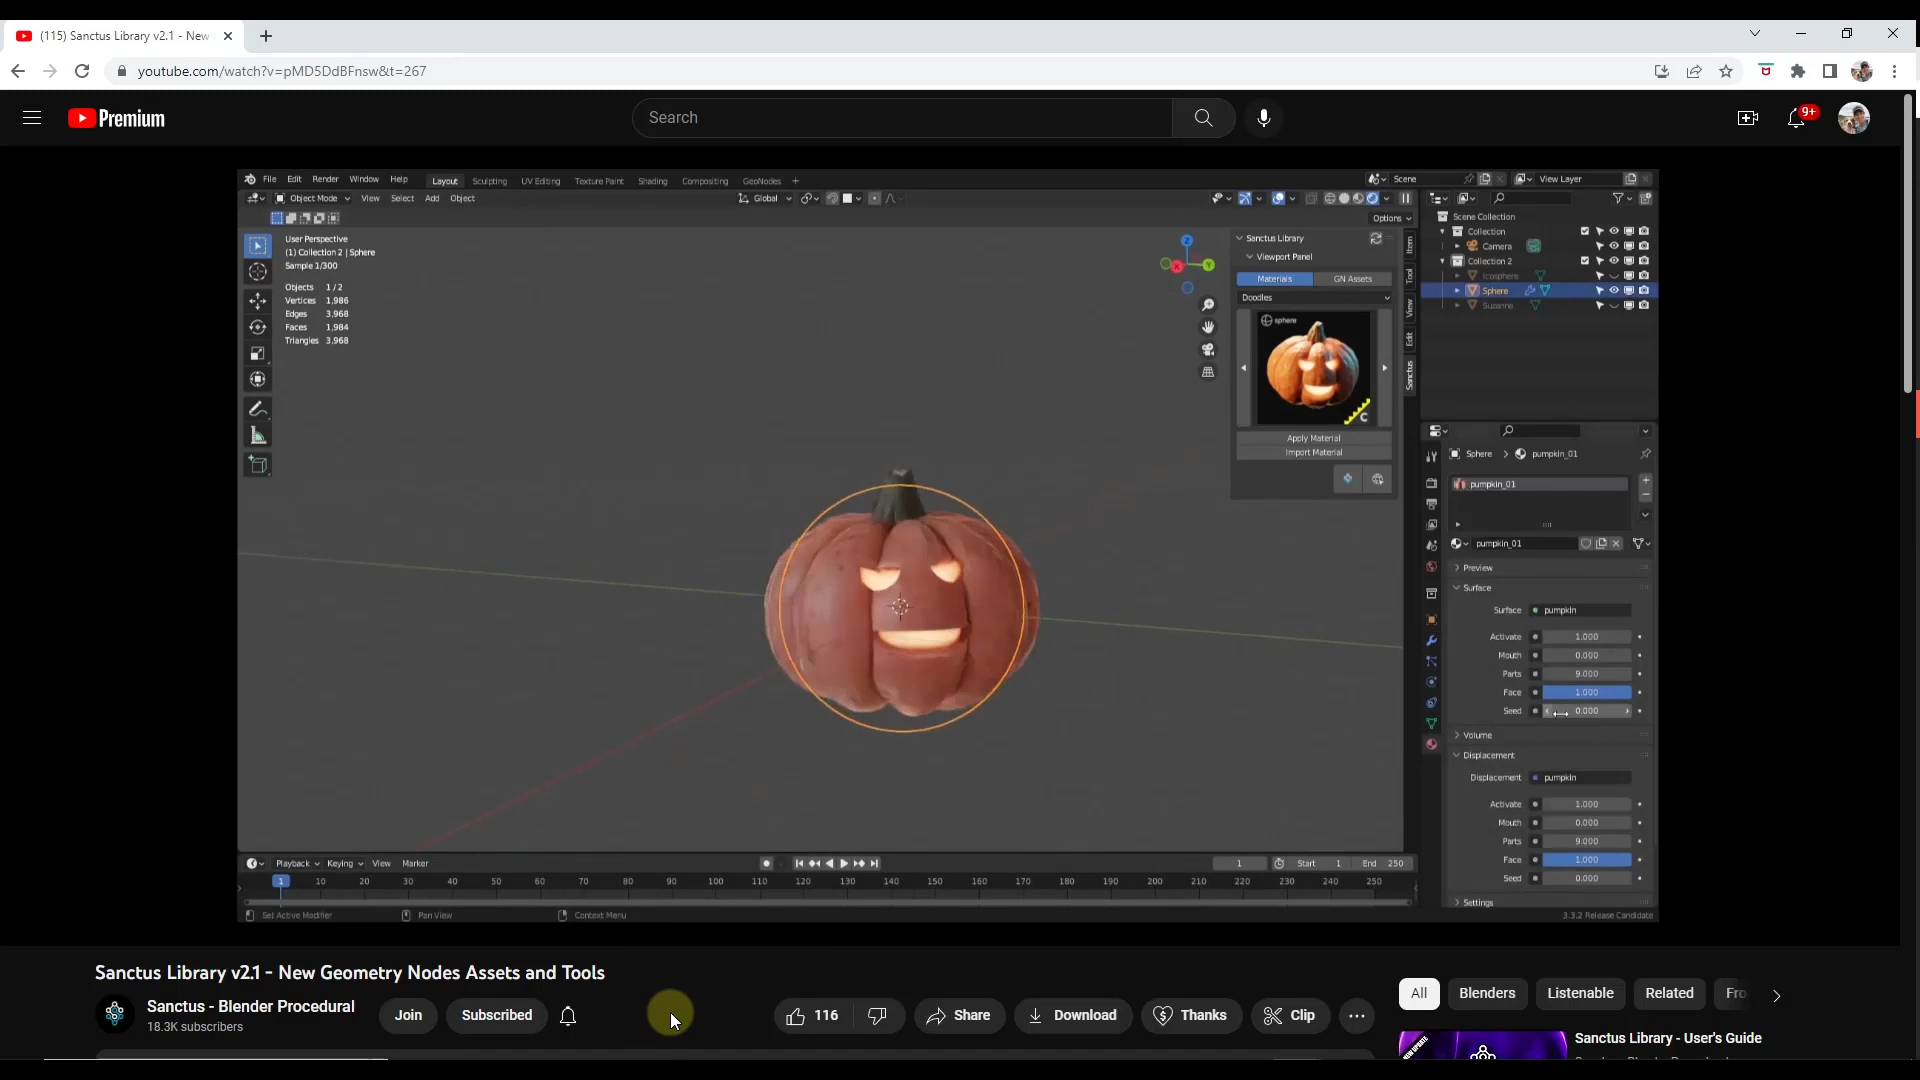 (115) Sanctus Library v2.1 - New
youtube.com/watch?v=pMD5DdBFnsw&t=267
Premium
Search
9+
File Edit Render Window Help Layout Sculpting UV Editing Texture Paint Shading Compositing GeoNodes +
Scene View Layer
Object Mode View Select Add Object Global
Options
User Perspective
(1) Collection 2 | Sphere
Sample 1/300
Objects 1 / 2
Vertices 1,986
Edges 3,968
Faces 1,984
Triangles 3,968
Z
Y
X
Sanctus Library
Viewport Panel
Materials GN Assets
Doodles
sphere
C
Apply Material
Import Material
Item
Tool
View
Edit
Sanctus
Scene Collection
Collection
Camera
Collection 2
Icosphere
Sphere
Suzanne
Sphere > pumpkin_01
pumpkin_01
pumpkin_01
Preview
Surface
Surface pumpkin
Activate 1.000
Mouth 0.000
Parts 9.000
Face 1.000
Seed 0.000
Volume
Displacement
Displacement pumpkin
Activate 1.000
Mouth 0.000
Parts 9.000
Face 1.000
Seed 0.000
Settings
Playback Keying View Marker
1 Start 1 End 250
1 10 20 30 40 50 60 70 80 90 100 110 120 130 140 150 160 170 180 190 200 210 220 230 240 250
Set Active Modifier Pan View Context Menu
3.3.2 Release Candidate
Sanctus Library v2.1 - New Geometry Nodes Assets and Tools
Sanctus - Blender Procedural
18.3K subscribers
Join
Subscribed
116
Share
Download
Thanks
Clip
All Blenders Listenable Related Fro
NEW UPDATE
Sanctus Library - User's Guide